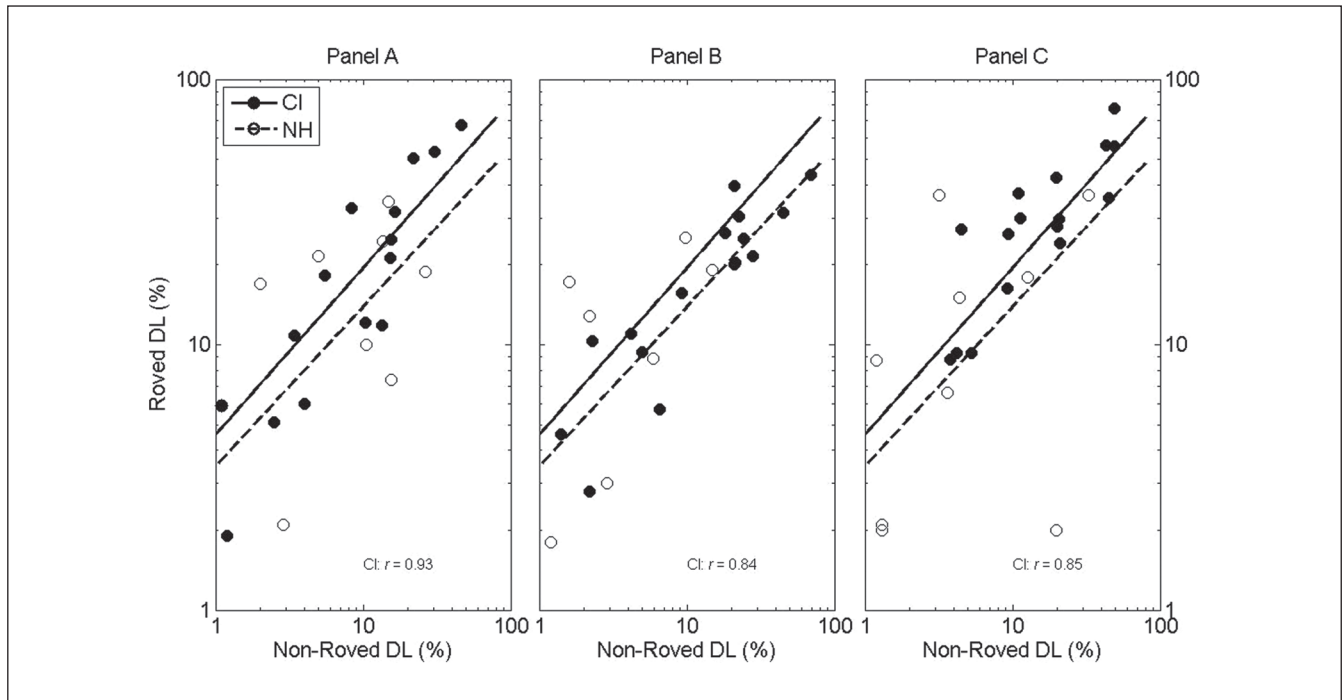 Panel A
Panel B
Panel C
100
10
1
CI
NH
Roved DL (%)
CI: r = 0.93
CI: r = 0.84
CI: r = 0.85
100
10
1
1
10
100
1
10
100
1
10
100
Non-Roved DL (%)
Non-Roved DL (%)
Non-Roved DL (%)